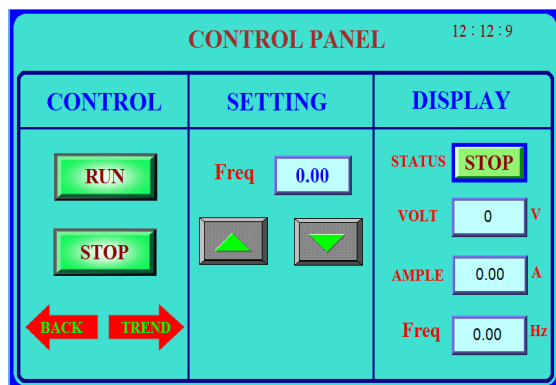 CONTROL PANEL
12 : 12 : 9
CONTROL
SETTING
DISPLAY
RUN
STOP
BACK
TREND
Freq
0.00
STATUS
STOP
VOLT
0
V
AMPLE
0.00
A
Freq
0.00
Hz